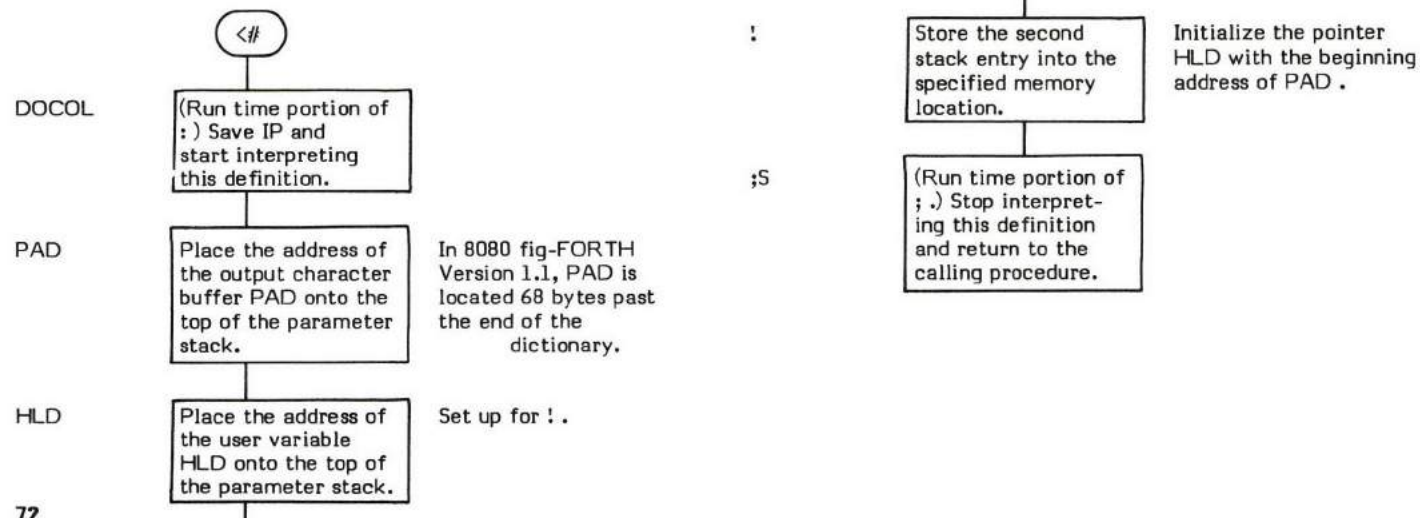 <#
DOCOL
(Run time portion of
: ) Save IP and
start interpreting
this definition.
PAD
Place the address of
the output character
buffer PAD onto the
top of the parameter
stack.
In 8080 fig-FORTH
Version 1.1, PAD is
located 68 bytes past
the end of the
dictionary.
HLD
Place the address of
the user variable
HLD onto the top of
the parameter stack.
Set up for ! .
72
!
Store the second
stack entry into the
specified memory
location.
Initialize the pointer
HLD with the beginning
address of PAD .
;S
(Run time portion of
; .) Stop interpret-
ing this definition
and return to the
calling procedure.